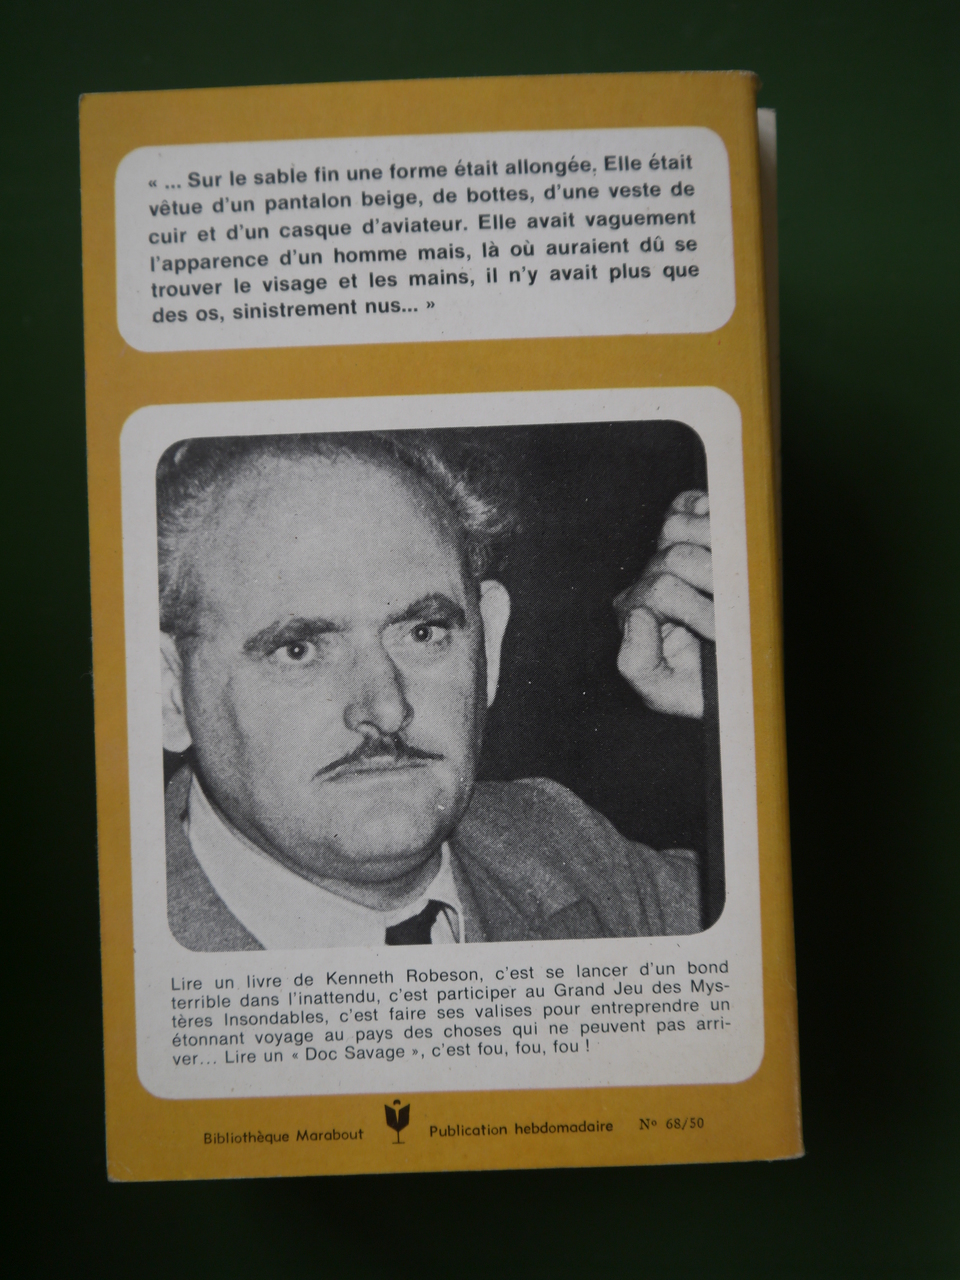 « ... Sur le sable fin une forme était allongée. Elle était
vêtue d'un pantalon beige, de bottes, d'une veste de
cuir et d'un casque d'aviateur. Elle avait vaguement
l'apparence d'un homme mais, là où auraient dû se
trouver le visage et les mains, il n'y avait plus que
des os, sinistrement nus... »
Lire un livre de Kenneth Robeson, c'est se lancer d'un bond
terrible dans l'inattendu, c'est participer au Grand Jeu des Mys-
tères Insondables, c'est faire ses valises pour entreprendre un
étonnant voyage au pays des choses qui ne peuvent pas arri-
ver... Lire un « Doc Savage », c'est fou, fou, fou !
Bibliothèque Marabout Publication hebdomadaire Nº 68/50